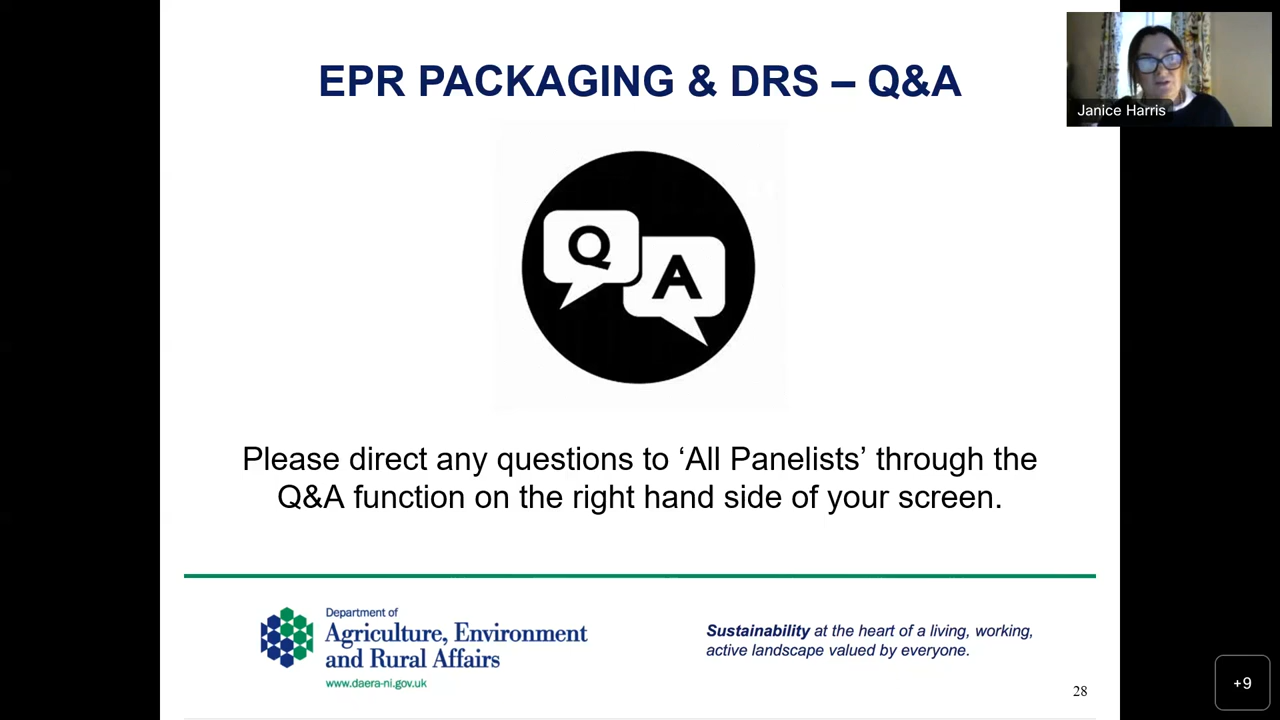 EPR PACKAGING & DRS – Q&A
Janice Harris
Q
A
Please direct any questions to ‘All Panelists’ through the
Q&A function on the right hand side of your screen.
Department of
Agriculture, Environment
and Rural Affairs
www.daera-ni.gov.uk
Sustainability at the heart of a living, working,
active landscape valued by everyone.
28
+9